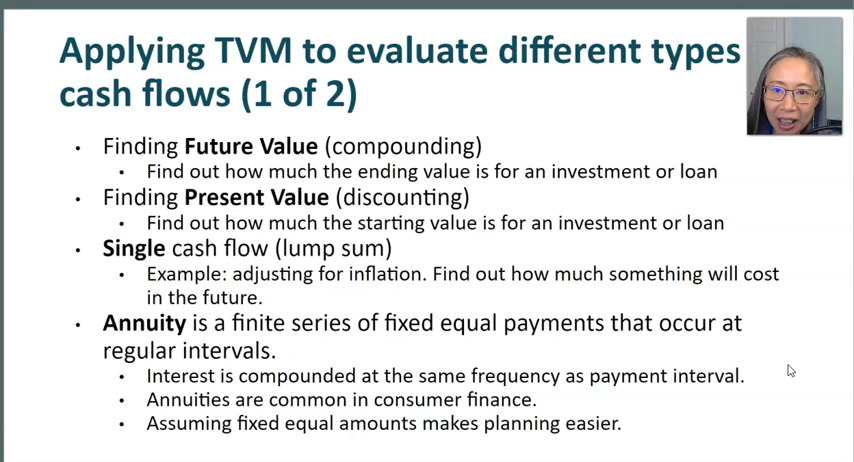 Applying TVM to evaluate different types
cash flows (1 of 2)
• Finding Future Value (compounding)
• Find out how much the ending value is for an investment or loan
• Finding Present Value (discounting)
• Find out how much the starting value is for an investment or loan
• Single cash flow (lump sum)
• Example: adjusting for inflation. Find out how much something will cost
in the future.
• Annuity is a finite series of fixed equal payments that occur at
regular intervals.
• Interest is compounded at the same frequency as payment interval.
• Annuities are common in consumer finance.
• Assuming fixed equal amounts makes planning easier.